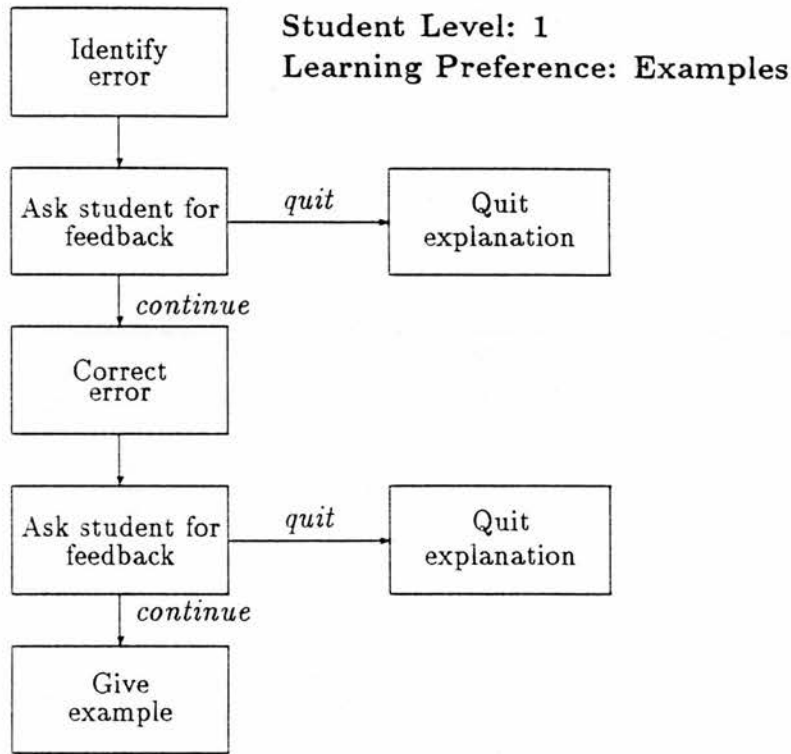 Student Level: 1
Learning Preference: Examples
Identify
error
Ask student for
feedback
quit
Quit
explanation
continue
Correct
error
Ask student for
feedback
quit
Quit
explanation
continue
Give
example